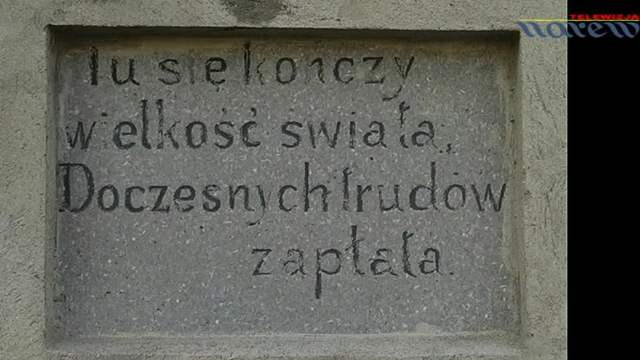 TELEWIZJA
narew
Tu się kończy
wielkość świata,
Doczesnych trudów
zapłata.